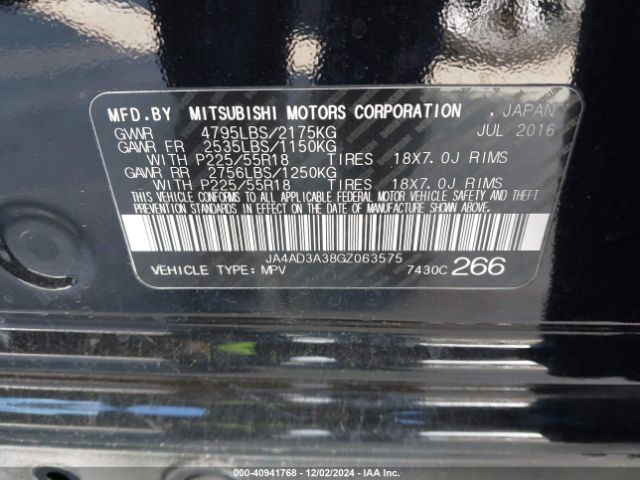 MFD.BY MITSUBISHI MOTORS CORPORATION , JAPAN
GVWR 4795LBS/2175KG JUL 2016
GAWR FR 2535LBS/1150KG
WITH P225/55R18 TIRES 18X7.0J RIMS
GAWR RR 2756LBS/1250KG
WITH P225/55R18 TIRES 18X7.0J RIMS
THIS VEHICLE CONFORMS TO ALL APPLICABLE FEDERAL MOTOR VEHICLE SAFETY AND THEFT
PREVENTION STANDARDS IN EFFECT ON THE DATE OF MANUFACTURE SHOWN ABOVE.
JA4AD3A38GZ063575
VEHICLE TYPE: MPV 7430C 266
000-40941768 - 12/02/2024 - IAA Inc.